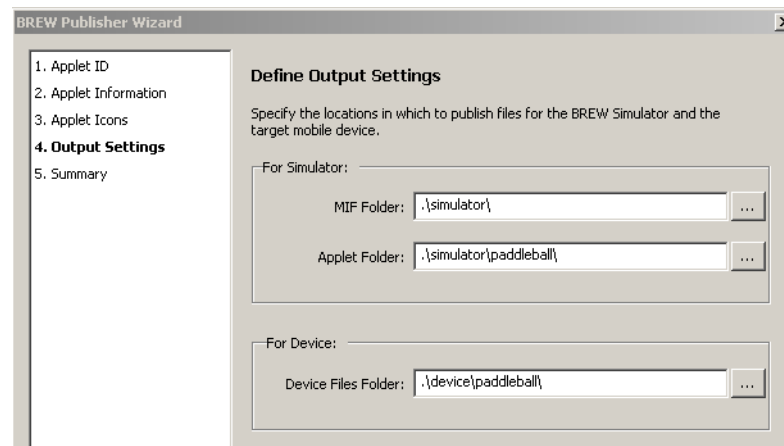 BREW Publisher Wizard
1. Applet ID
2. Applet Information
3. Applet Icons
4. Output Settings
5. Summary
Define Output Settings
Specify the locations in which to publish files for the BREW Simulator and the
target mobile device.
For Simulator:
MIF Folder: .\simulator\ ...
Applet Folder: .\simulator\paddleball\ ...
For Device:
Device Files Folder: .\device\paddleball\ ...